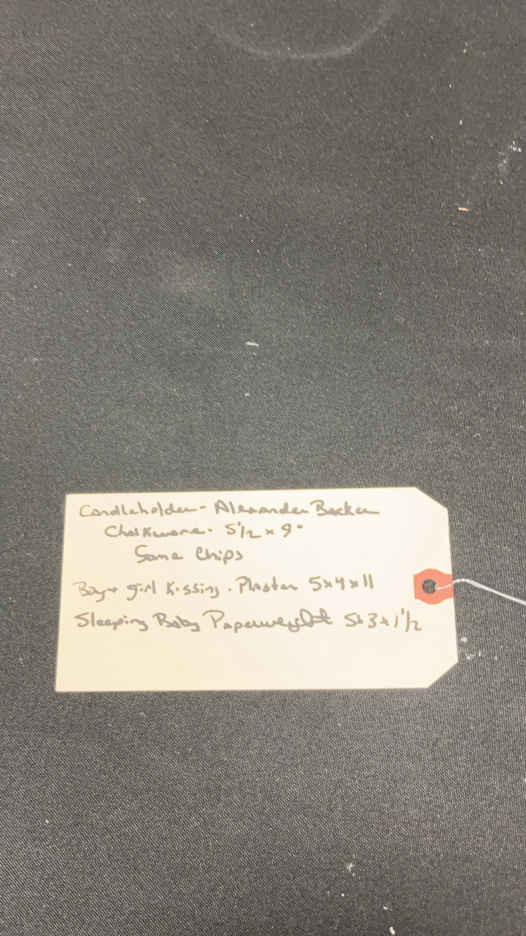 Candleholder - Alexander Backer
Chalkware. 5 1/2 x 9"
Some Chips
Boy + girl Kissing. Plaster 5x4x11
Sleeping Baby Paperweight 5x3x1 1/2